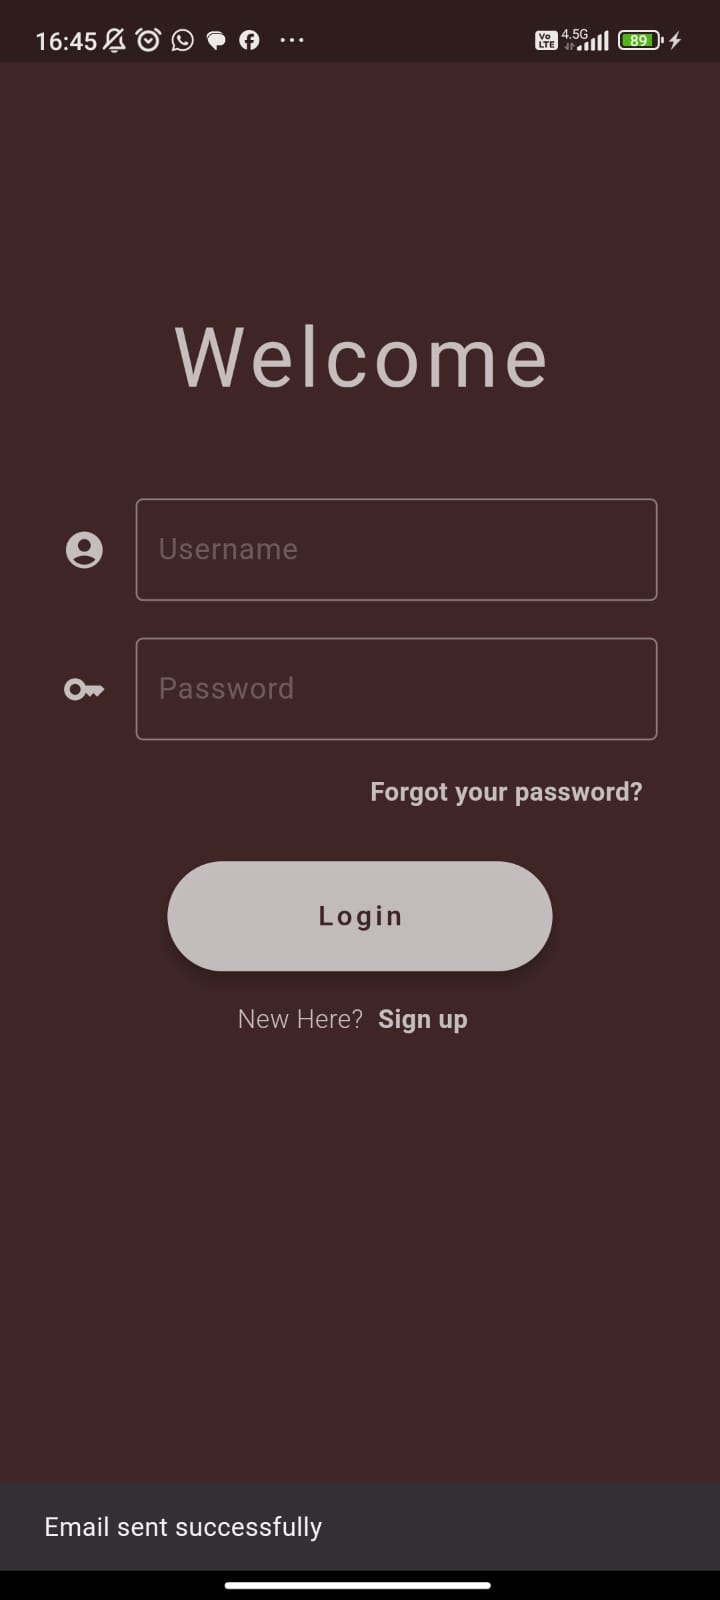 16:45
Vo LTE 4.5G 89
Welcome
Username
Password
Forgot your password?
Login
New Here? Sign up
Email sent successfully